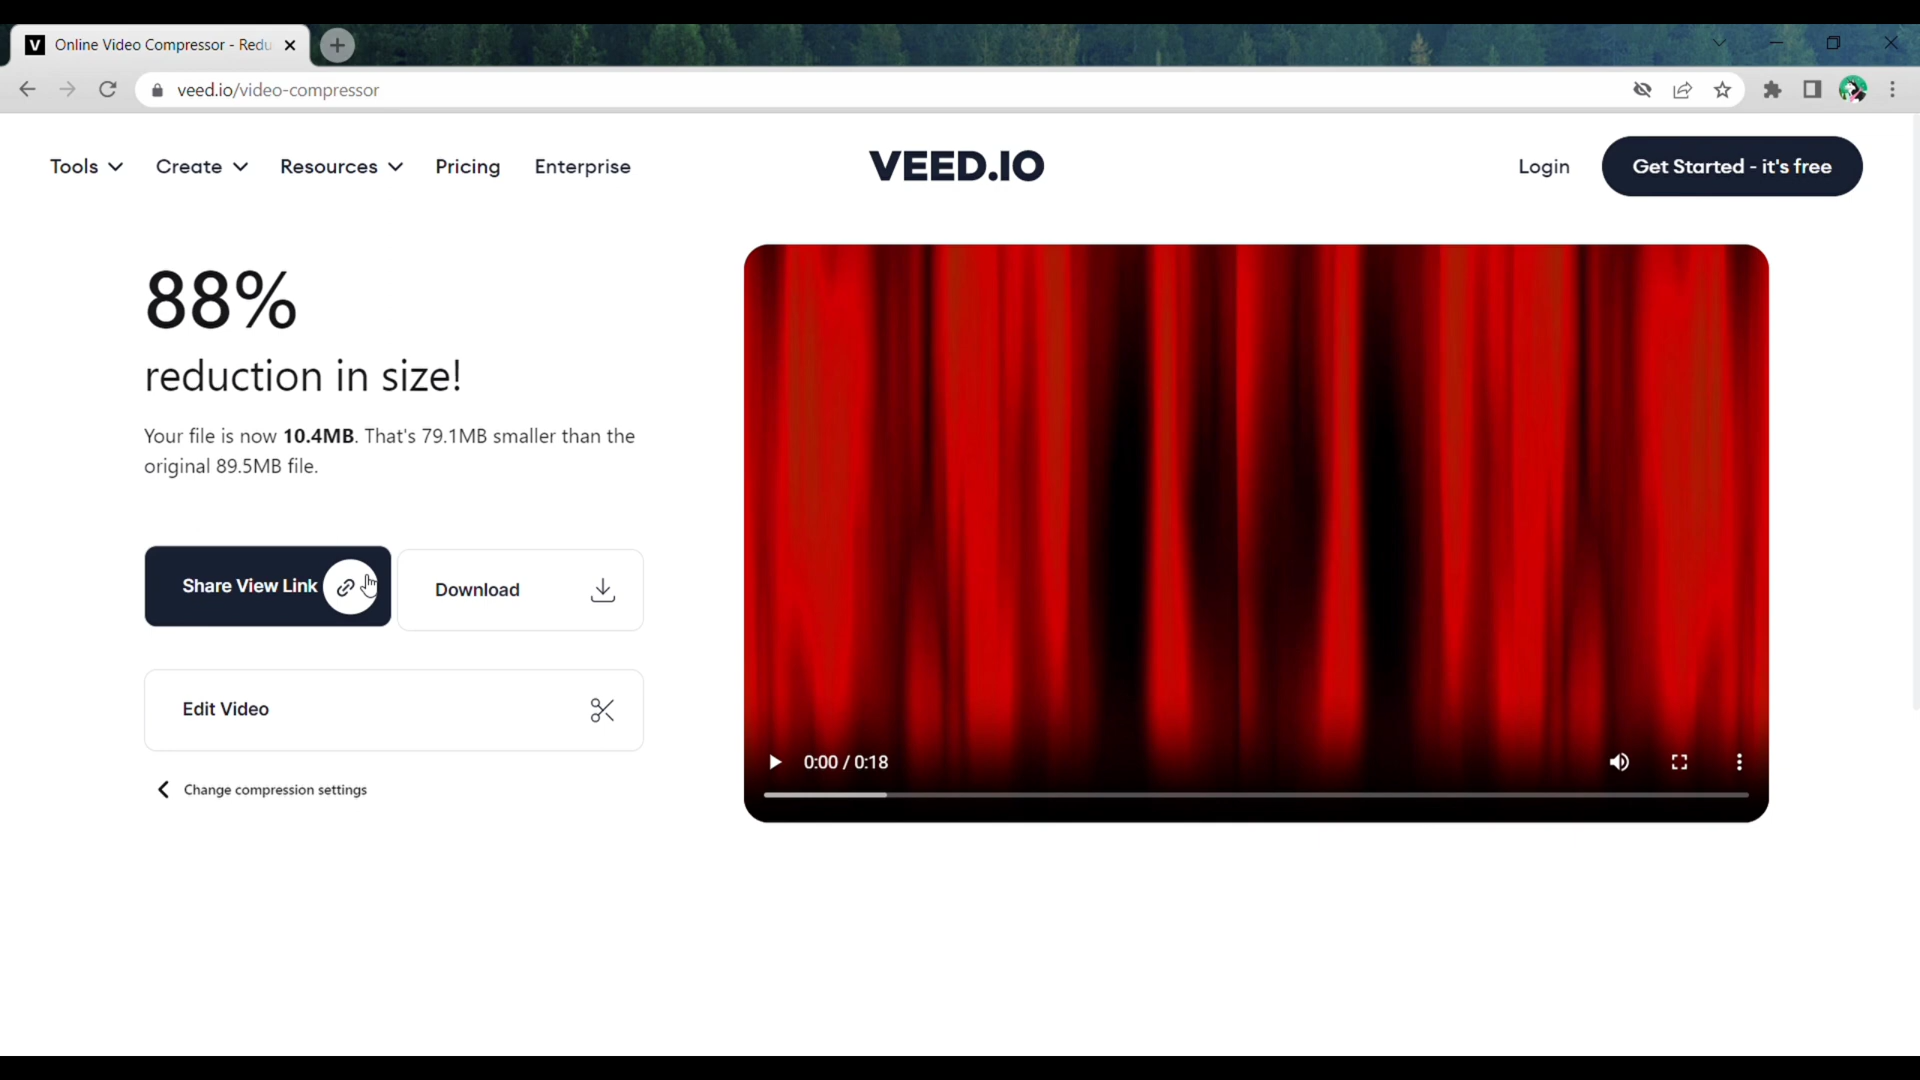 Online Video Compressor - Redu
veed.io/video-compressor
Tools
Create
Resources
Pricing
Enterprise
VEED.IO
Login
Get Started - it's free
88%
reduction in size!
Your file is now 10.4MB. That's 79.1MB smaller than the
original 89.5MB file.
Share View Link
Download
Edit Video
Change compression settings
0:00 / 0:18